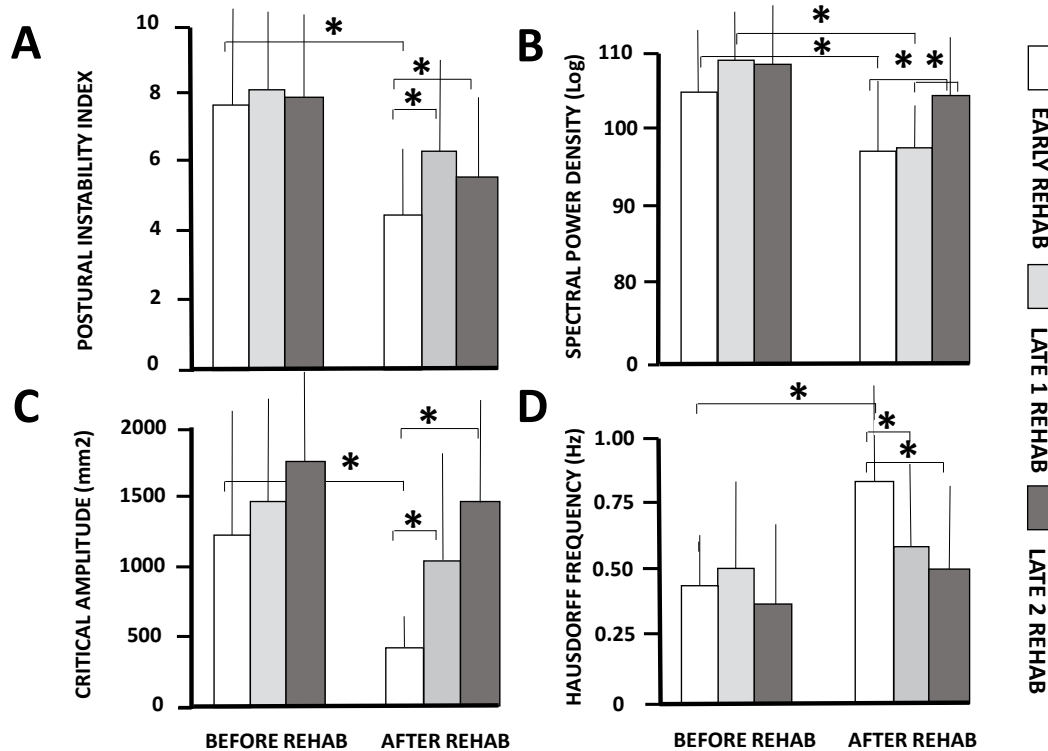 A
POSTURAL INSTABILITY INDEX
10
8
6
4
2
0
*
*
*
B
SPECTRAL POWER DENSITY (Log)
110
100
90
80
0
*
*
* *
C
CRITICAL AMPLITUDE (mm2)
2000
1500
1000
500
0
*
*
*
BEFORE REHAB
AFTER REHAB
D
HAUSDORFF FREQUENCY (Hz)
1.00
0.75
0.50
0.25
0
*
*
*
BEFORE REHAB
AFTER REHAB
EARLY REHAB
LATE 1 REHAB
LATE 2 REHAB